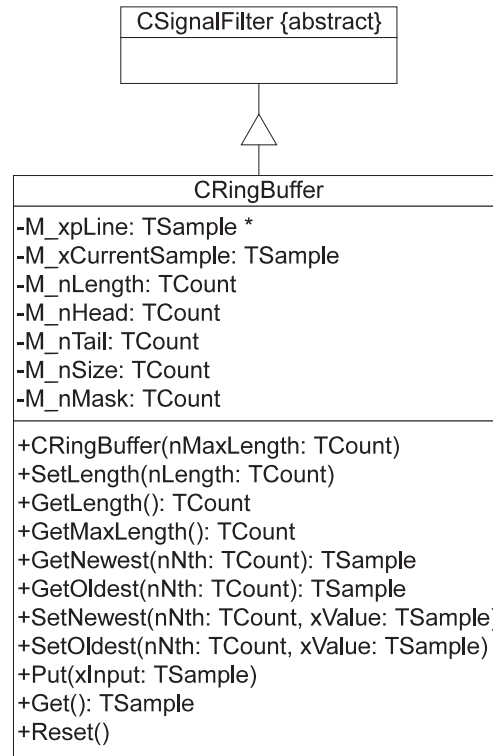 CSignalFilter {abstract}
CRingBuffer
-M_xpLine: TSample *
-M_xCurrentSample: TSample
-M_nLength: TCount
-M_nHead: TCount
-M_nTail: TCount
-M_nSize: TCount
-M_nMask: TCount
+CRingBuffer(nMaxLength: TCount)
+SetLength(nLength: TCount)
+GetLength(): TCount
+GetMaxLength(): TCount
+GetNewest(nNth: TCount): TSample
+GetOldest(nNth: TCount): TSample
+SetNewest(nNth: TCount, xValue: TSample)
+SetOldest(nNth: TCount, xValue: TSample)
+Put(xInput: TSample)
+Get(): TSample
+Reset()